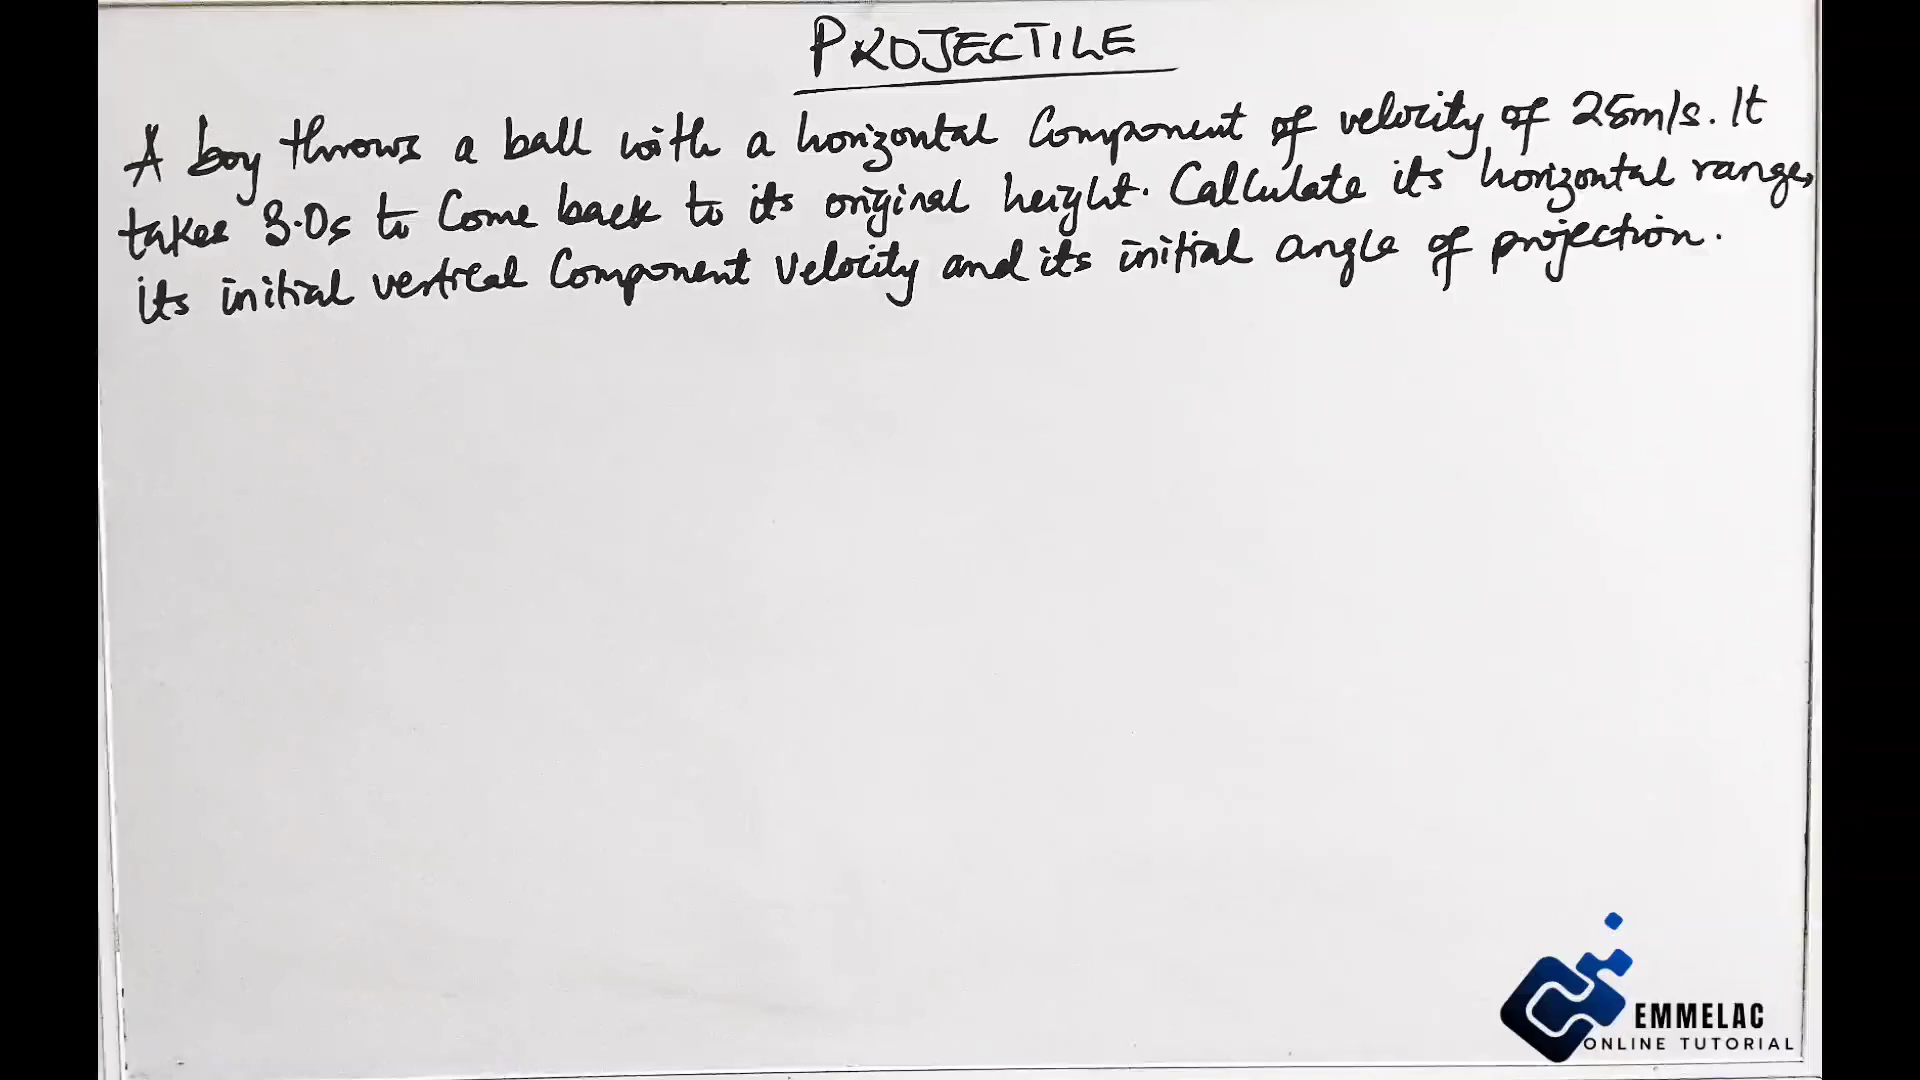 PROJECTILE
A boy throws a ball with a horizontal Component of velocity of 25m/s. It
takes 3.0s to Come back to its original height. Calculate its horizontal range,
its initial vertical Component Velocity and its initial angle of projection.
EMMELAC
ONLINE TUTORIAL